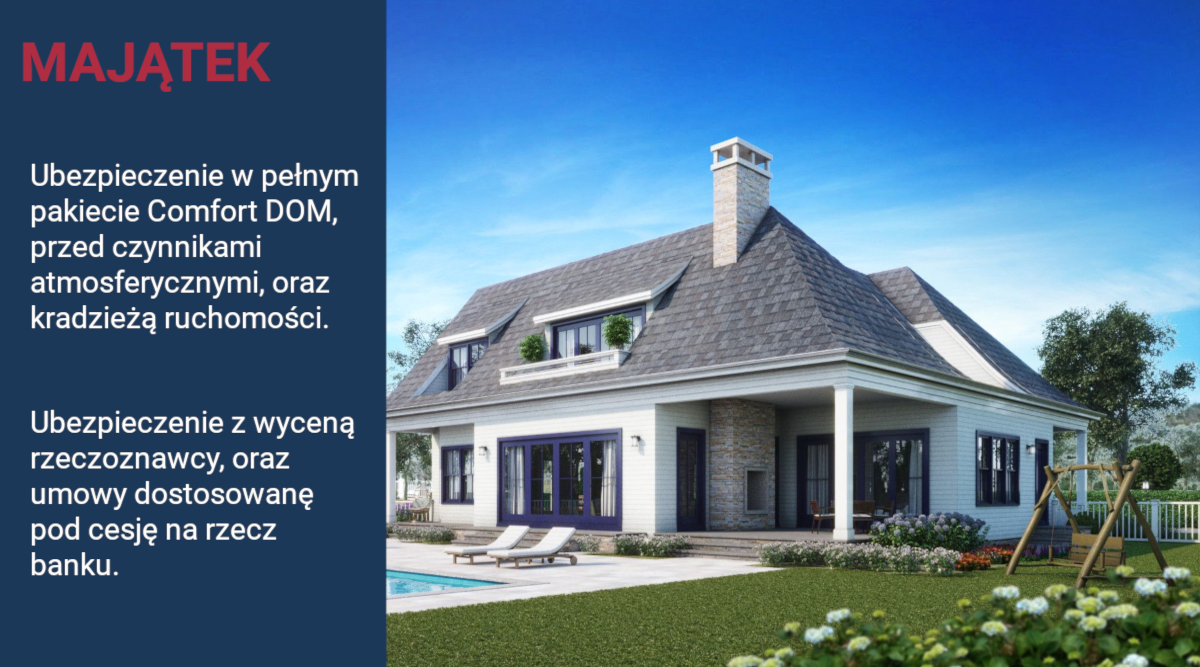 MAJĄTEK
Ubezpieczenie w pełnym
pakiecie Comfort DOM,
przed czynnikami
atmosferycznymi, oraz
kradzieżą ruchomości.
Ubezpieczenie z wyceną
rzeczoznawcy, oraz
umowy dostosowanę
pod cesję na rzecz
banku.